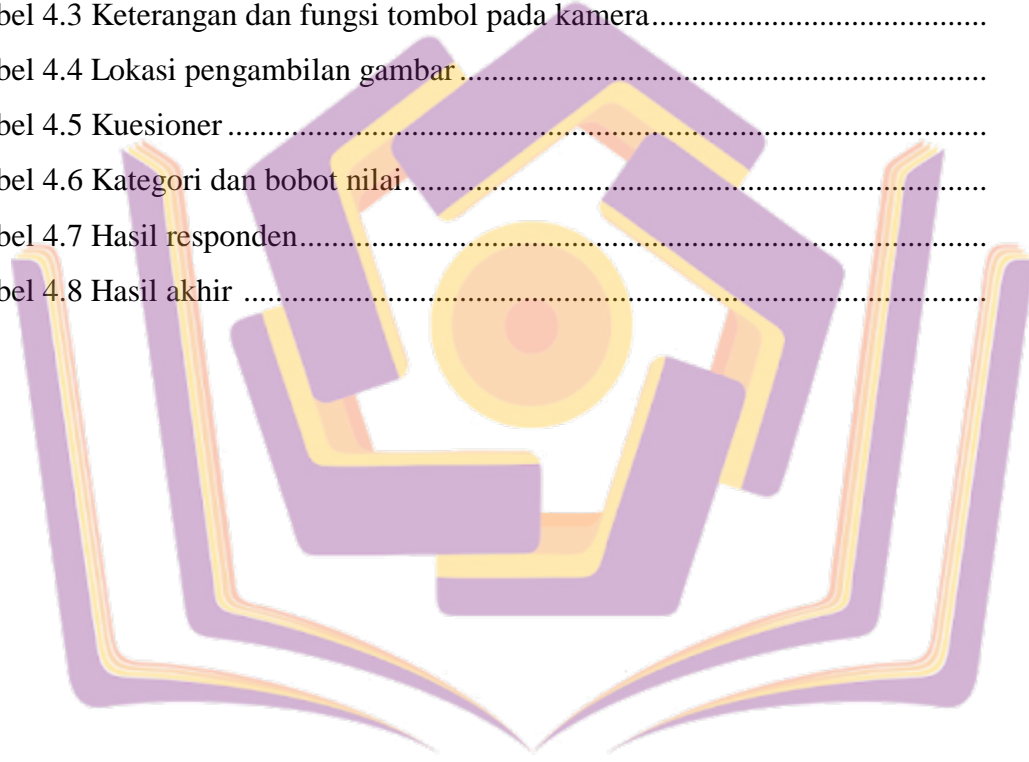 bel 4.3 Keterangan dan fungsi tombol pada kamera........................................
bel 4.4 Lokasi pengambilan gambar................................................................
bel 4.5 Kuesioner.............................................................................................
bel 4.6 Kategori dan bobot nilai.......................................................................
bel 4.7 Hasil responden....................................................................................
bel 4.8 Hasil akhir ...........................................................................................